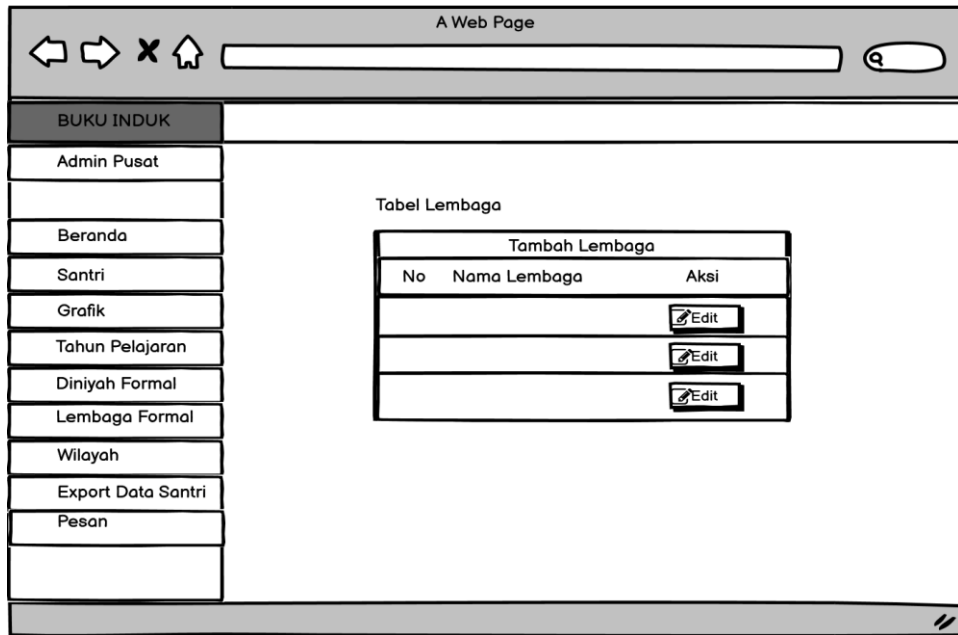 A Web Page
BUKU INDUK
Admin Pusat
Beranda
Santri
Grafik
Tahun Pelajaran
Diniyah Formal
Lembaga Formal
Wilayah
Export Data Santri
Pesan
Tabel Lembaga
Tambah Lembaga
No Nama Lembaga Aksi
Edit
Edit
Edit